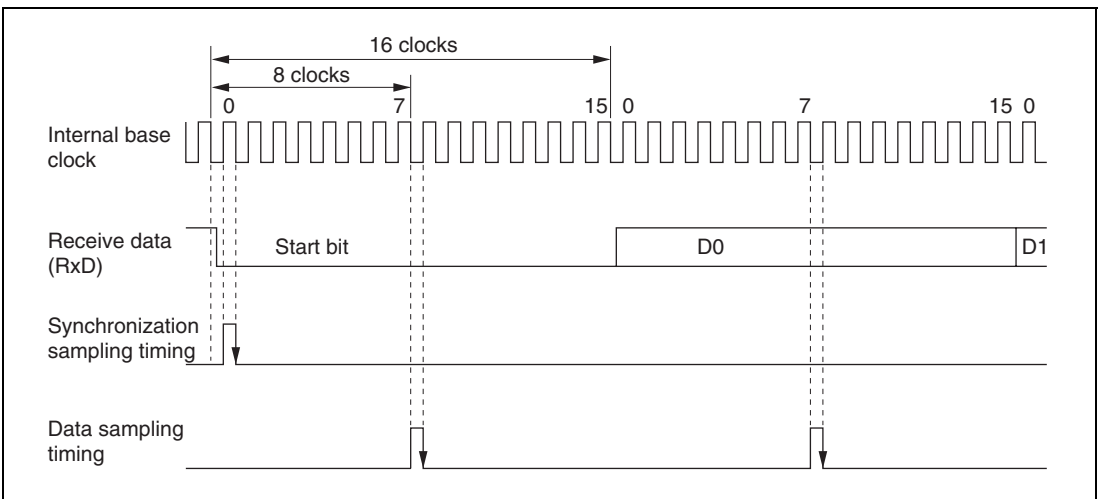 16 clocks
8 clocks
0 7 15 0 7 15 0
Internal base
clock
Receive data
(RxD)
Start bit D0 D1
Synchronization
sampling timing
Data sampling
timing